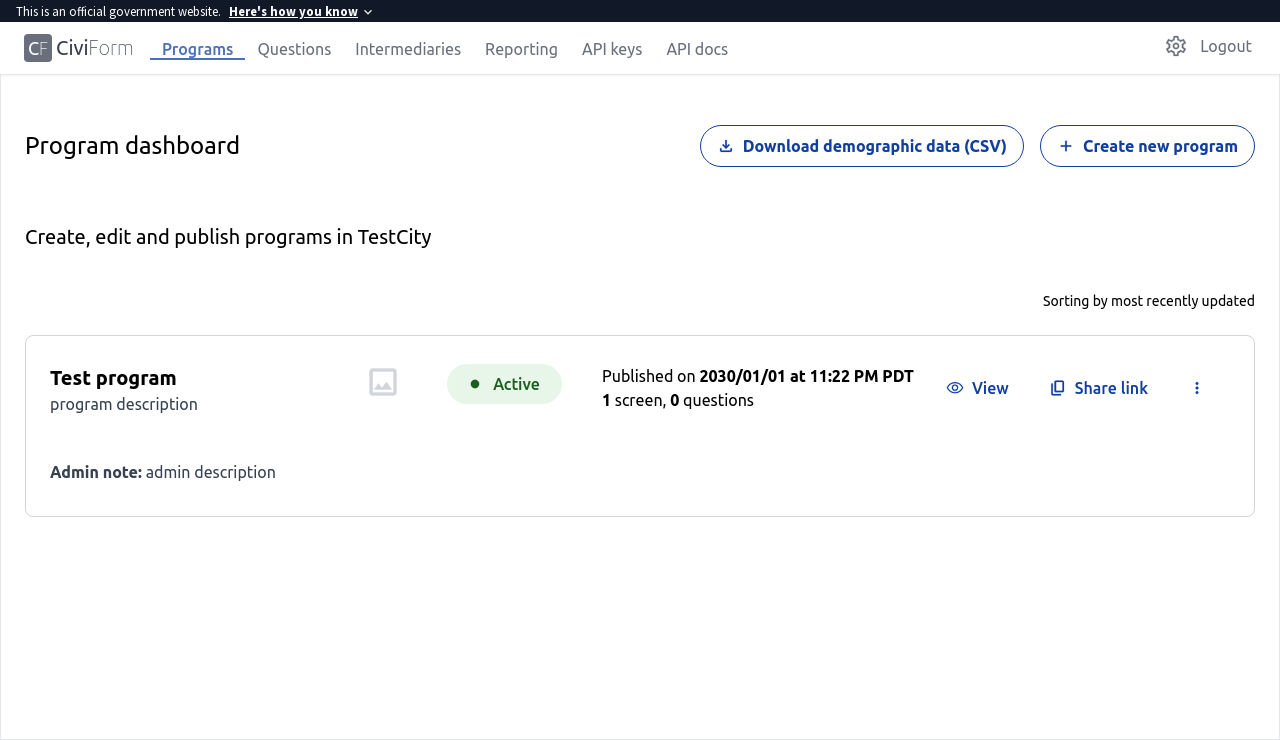 This is an official government website. Here's how you know
CF CiviForm Programs Questions Intermediaries Reporting API keys API docs Logout
Program dashboard Download demographic data (CSV) Create new program
Create, edit and publish programs in TestCity
Sorting by most recently updated
Test program
program description
Active
Published on 2030/01/01 at 11:22 PM PDT
1 screen, 0 questions
View Share link
Admin note: admin description